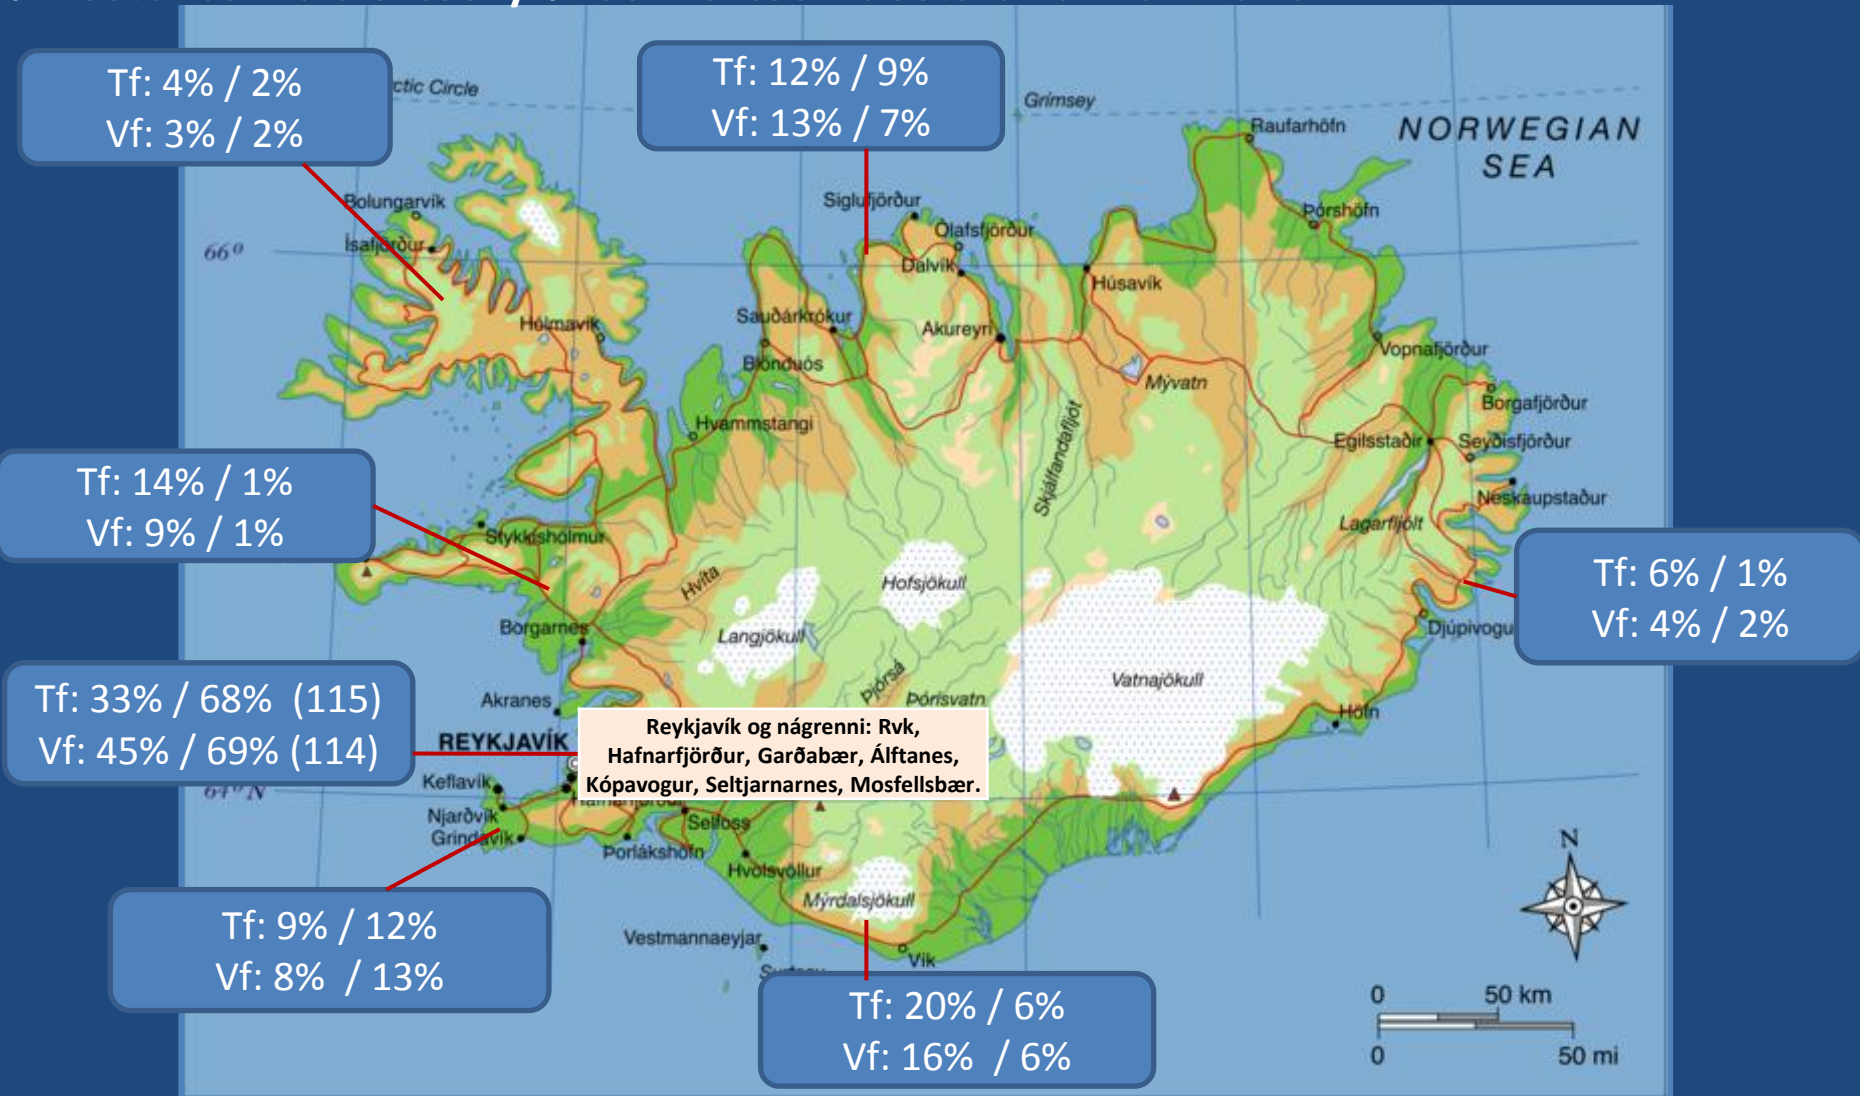 Tf: 4% / 2%
Vf: 3% / 2%
Tf: 12% / 9%
Vf: 13% / 7%
ctic Circle
Grímsey
Raufarhöfn
NORWEGIAN
SEA
Bolungarvík
Siglufjörður
Þórshöfn
Ísafjörður
Ólafsfjörður
66°
Dalvík
Húsavík
Hólmavík
Sauðárkrókur
Akureyri
Blönduós
Vopnafjörður
Mývatn
Borgafjörður
Hvammstangi
Skjálfandafljót
Egilsstaðir
Seyðisfjörður
Tf: 14% / 1%
Vf: 9% / 1%
Neskaupstaður
Lagarfljólt
Stykkishólmur
Hvíta
Hofsjökull
Tf: 6% / 1%
Vf: 4% / 2%
Borgarnes
Langjökull
Djúpivogu
Þjórsá
Vatnajökull
Tf: 33% / 68% (115)
Vf: 45% / 69% (114)
Akranes
Þórisvatn
Höfn
REYKJAVÍK
Reykjavík og nágrenni: Rvk,
Hafnarfjörður, Garðabær, Álftanes,
Kópavogur, Seltjarnarnes, Mosfellsbær.
Keflavík
64° N
Hafnarfjörður
Njarðvík
Selfoss
Grindavík
Þorlákshöfn
Hvolsvöllur
Mýrdalsjökull
N
Tf: 9% / 12%
Vf: 8% / 13%
Vestmannaeyjar
Vík
Tf: 20% / 6%
Vf: 16% / 6%
0 50 km
0 50 mi